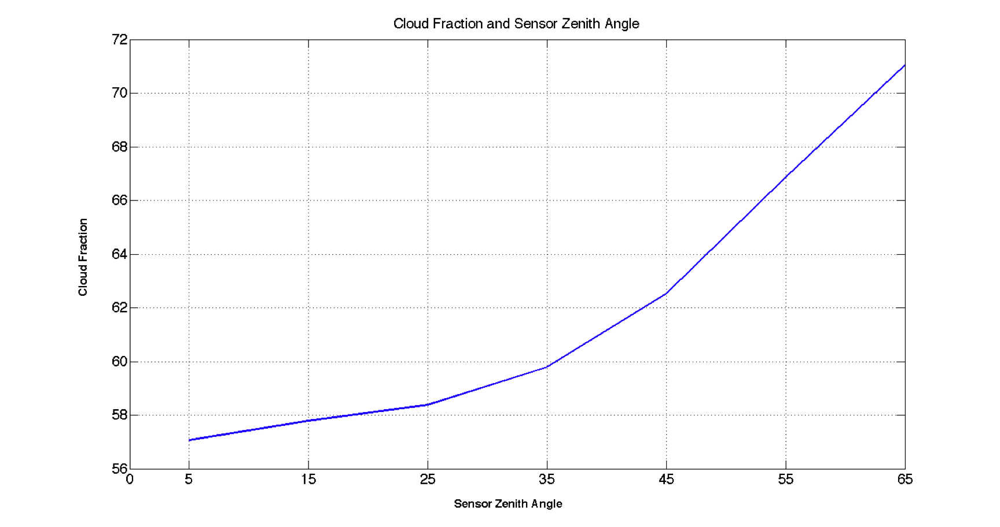 Cloud Fraction and Sensor Zenith Angle
72
70
68
66
64
62
60
58
56
Cloud Fraction
0 5 15 25 35 45 55 65
Sensor Zenith Angle